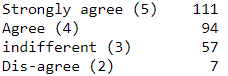 Strongly agree (5) 111
Agree (4) 94
indifferent (3) 57
Dis-agree (2) 7